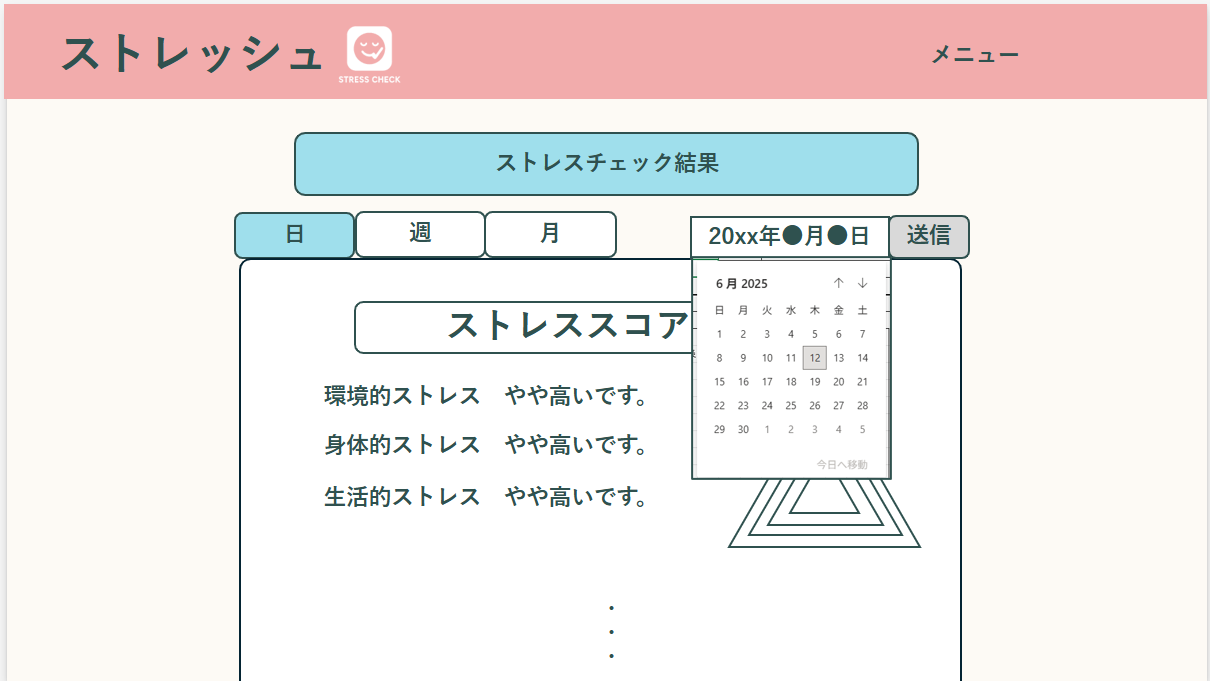 ストレッシュ
STRESS CHECK
メニュー
ストレスチェック結果
日 週 月
20xx年●月●日 送信
6 月 2025 ↑ ↓
日 月 火 水 木 金 土
1 2 3 4 5 6 7
8 9 10 11 12 13 14
15 16 17 18 19 20 21
22 23 24 25 26 27 28
29 30 1 2 3 4 5
今日へ移動
ストレススコア
環境的ストレス　やや高いです。
身体的ストレス　やや高いです。
生活的ストレス　やや高いです。
・
・
・